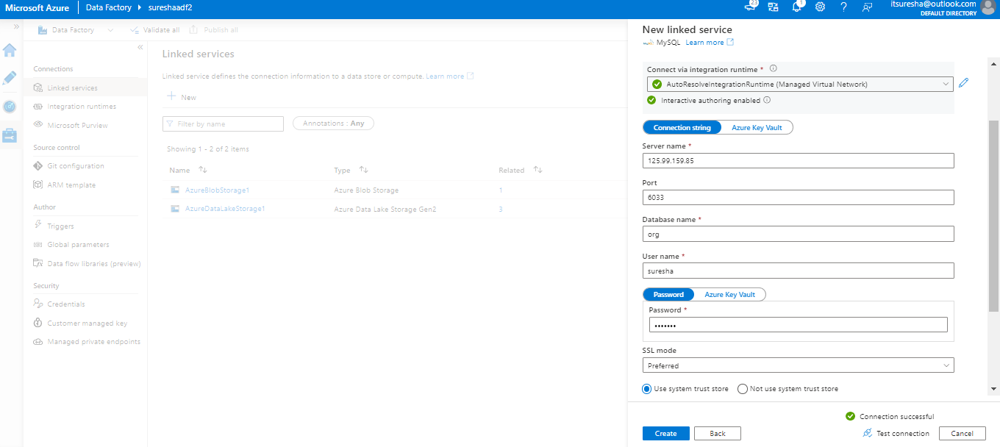 Microsoft Azure Data Factory sureshaadf2 23 1 itsuresha@outlook.com
DEFAULT DIRECTORY
Data Factory Validate all Publish all
Connections
Linked services
Integration runtimes
Microsoft Purview
Source control
Git configuration
ARM template
Author
Triggers
Global parameters
Data flow libraries (preview)
Security
Credentials
Customer managed key
Managed private endpoints
Linked services
Linked service defines the connection information to a data store or compute. Learn more
New
Filter by name Annotations : Any
Showing 1 - 2 of 2 items
Name Type Related
AzureBlobStorage1 Azure Blob Storage 1
AzureDataLakeStorage1 Azure Data Lake Storage Gen2 3
New linked service
MySQL Learn more
Connect via integration runtime *
AutoResolveIntegrationRuntime (Managed Virtual Network)
Interactive authoring enabled
Connection string Azure Key Vault
Server name *
125.99.159.85
Port
6033
Database name *
org
User name *
suresha
Password Azure Key Vault
Password *
•••••••
SSL mode
Preferred
Use system trust store Not use system trust store
Connection successful
Create Back Test connection Cancel